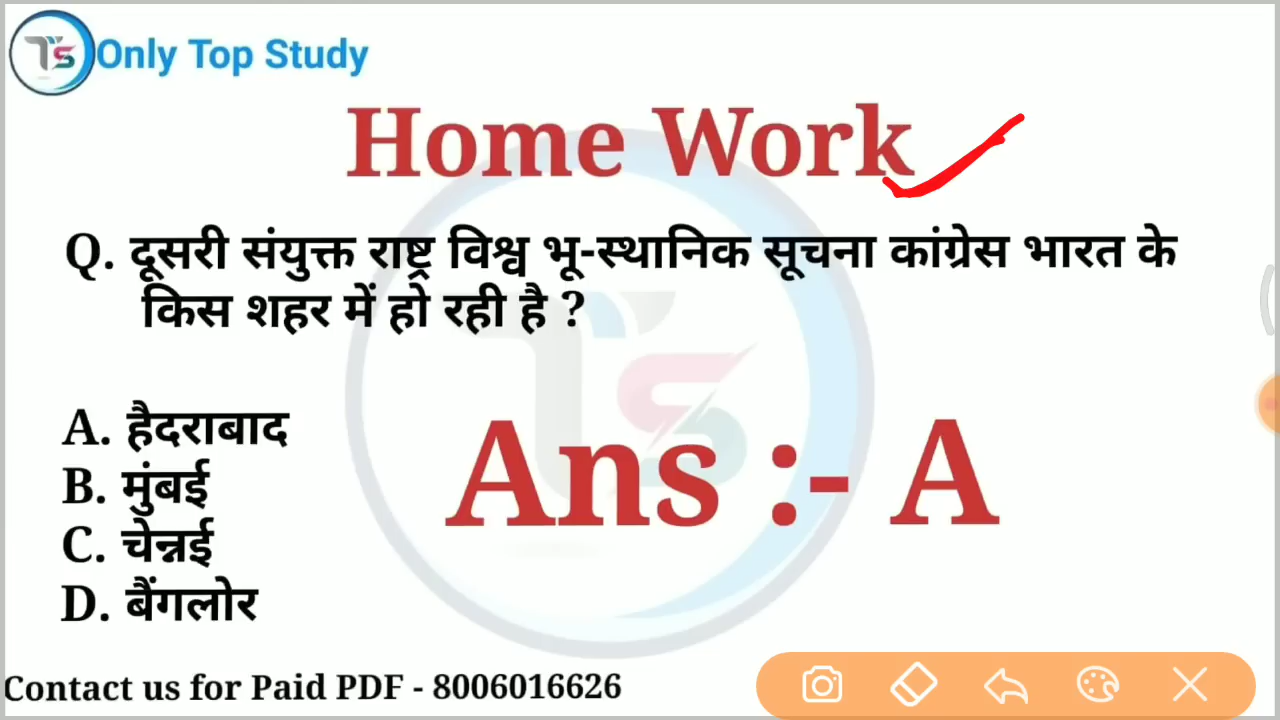 TS Only Top Study
Home Work
Q. दूसरी संयुक्त राष्ट्र विश्व भू-स्थानिक सूचना कांग्रेस भारत के
किस शहर में हो रही है ?
A. हैदराबाद
B. मुंबई
C. चेन्नई
D. बैंगलोर
Ans :- A
Contact us for Paid PDF - 8006016626